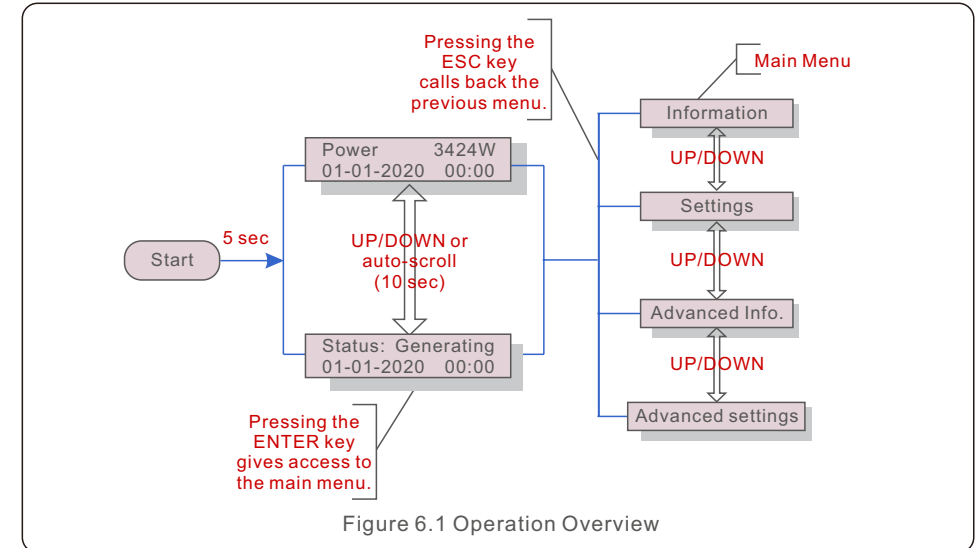 Pressing the
ESC key
calls back the
previous menu.
Main Menu
Information
UP/DOWN
Settings
UP/DOWN
Advanced Info.
UP/DOWN
Advanced settings
Power 3424W
01-01-2020 00:00
5 sec
Start
UP/DOWN or
auto-scroll
(10 sec)
Status: Generating
01-01-2020 00:00
Pressing the
ENTER key
gives access to
the main menu.
Figure 6.1 Operation Overview